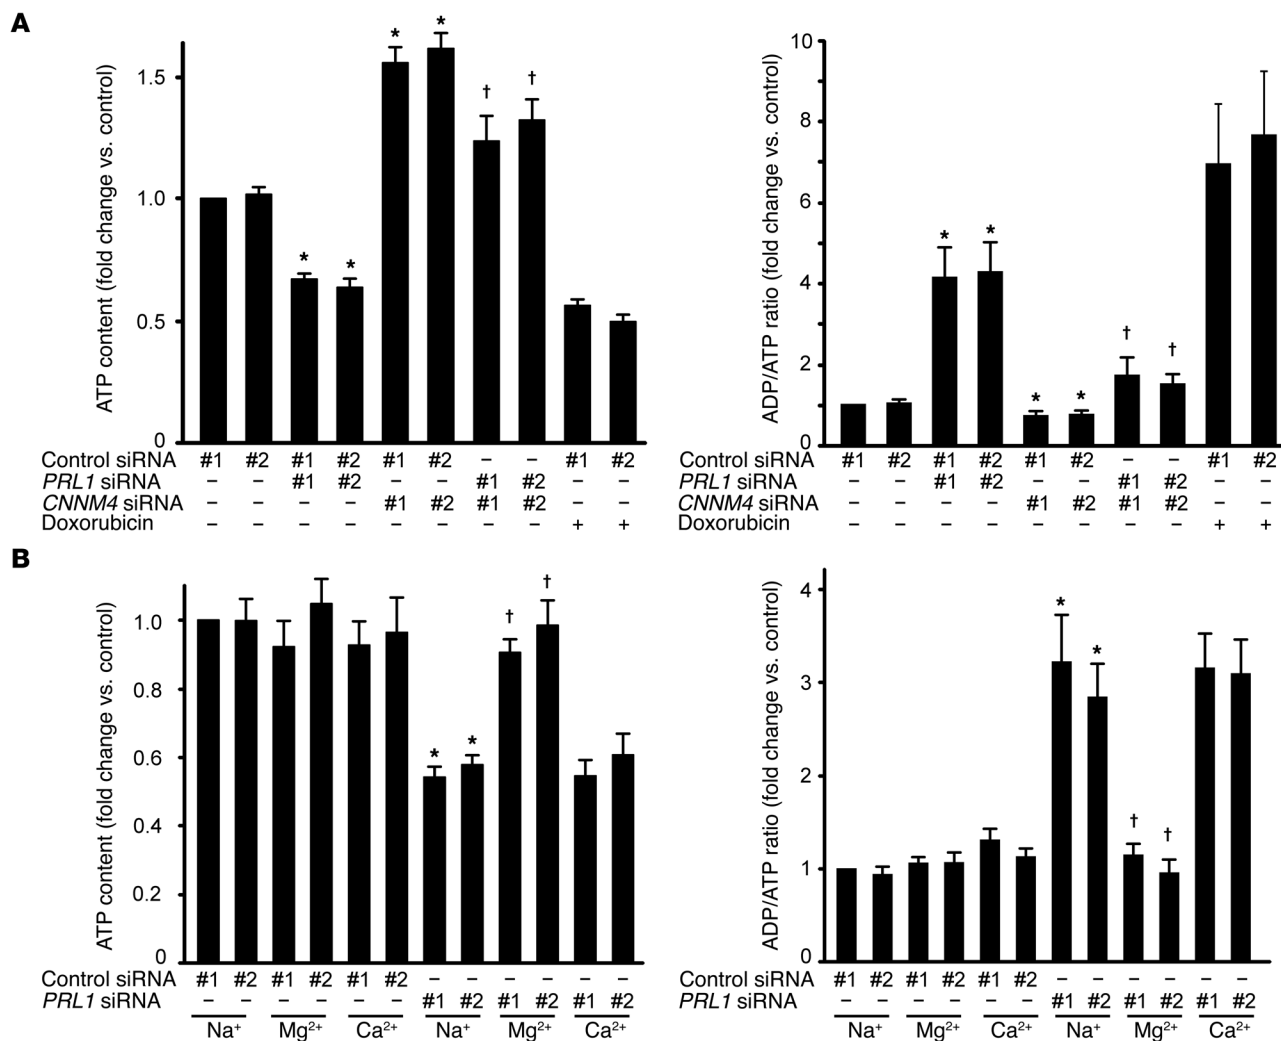 A
ATP content (fold change vs. control)
1.5
1.0
0.5
0
* * * * † †
Control siRNA #1 #2 #1 #2 #1 #2 – – #1 #2
PRL1 siRNA – – #1 #2 – – #1 #2 – –
CNNM4 siRNA – – – – #1 #2 #1 #2 – –
Doxorubicin – – – – – – – – + +
ADP/ATP ratio (fold change vs. control)
10
8
6
4
2
0
* * * * † †
Control siRNA #1 #2 #1 #2 #1 #2 – – #1 #2
PRL1 siRNA – – #1 #2 – – #1 #2 – –
CNNM4 siRNA – – – – #1 #2 #1 #2 – –
Doxorubicin – – – – – – – – + +
B
ATP content (fold change vs. control)
1.0
0.8
0.6
0.4
0.2
0
* * † †
Control siRNA #1 #2 #1 #2 #1 #2 – – – – – –
PRL1 siRNA – – – – – – #1 #2 #1 #2 #1 #2
Na⁺ Mg²⁺ Ca²⁺ Na⁺ Mg²⁺ Ca²⁺
ADP/ATP ratio (fold change vs. control)
4
3
2
1
0
* * † †
Control siRNA #1 #2 #1 #2 #1 #2 – – – – – –
PRL1 siRNA – – – – – – #1 #2 #1 #2 #1 #2
Na⁺ Mg²⁺ Ca²⁺ Na⁺ Mg²⁺ Ca²⁺